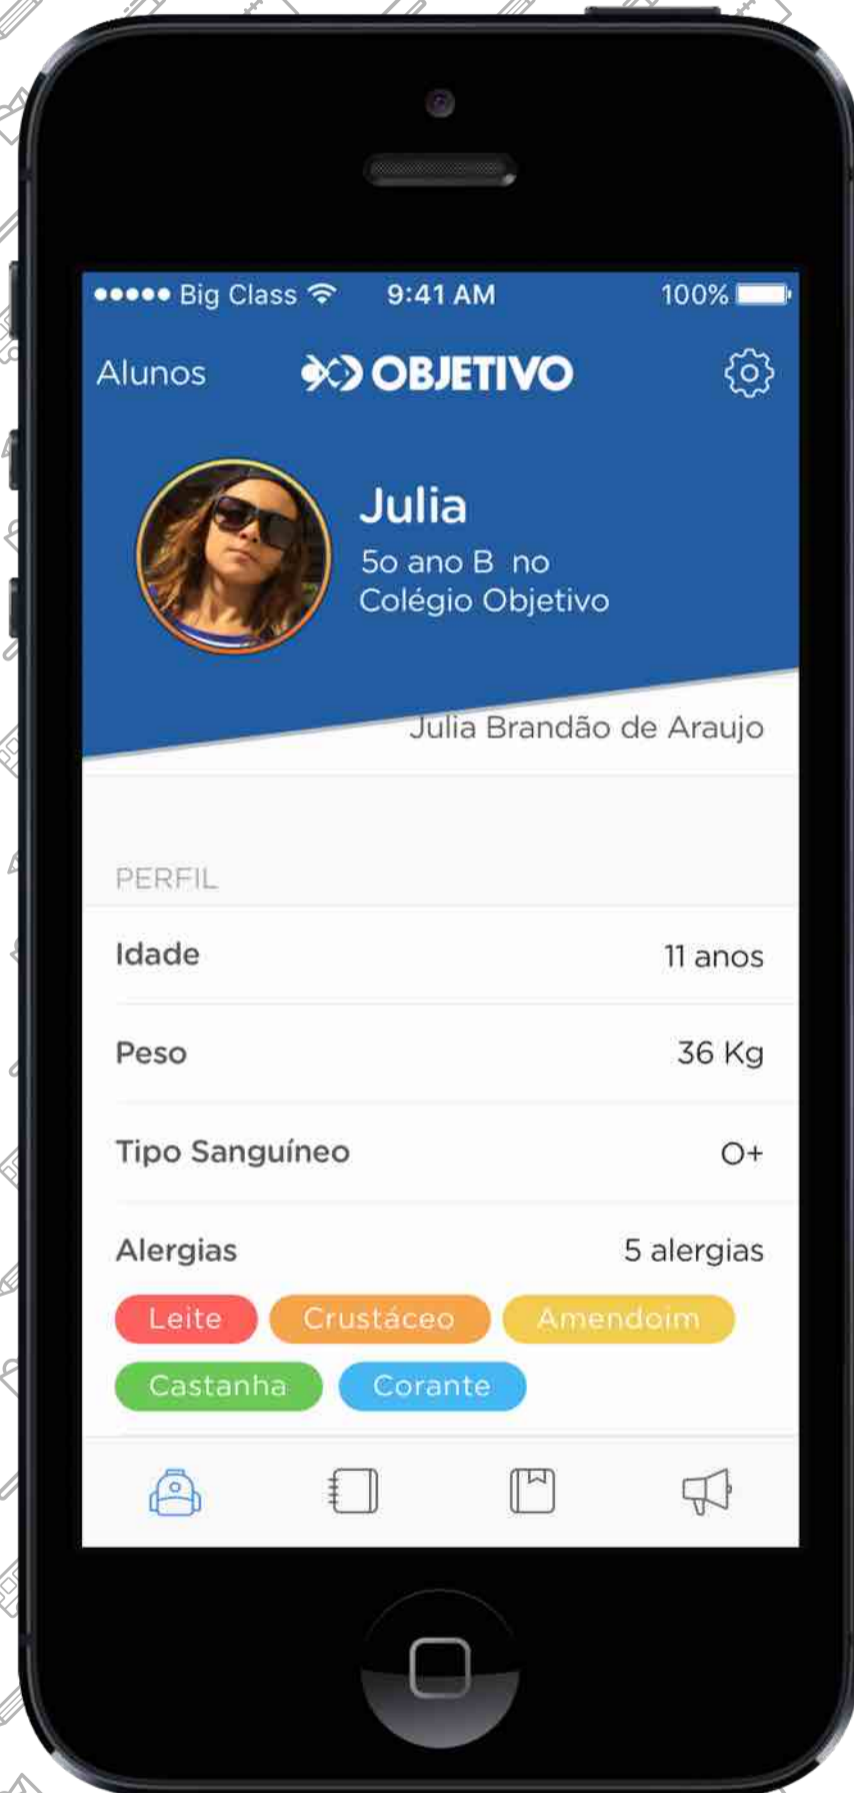 ••••• Big Class 9:41 AM 100%
Alunos OBJETIVO
Julia
5o ano B no
Colégio Objetivo
Julia Brandão de Araujo
PERFIL
Idade 11 anos
Peso 36 Kg
Tipo Sanguíneo O+
Alergias 5 alergias
Leite Crustáceo Amendoim
Castanha Corante